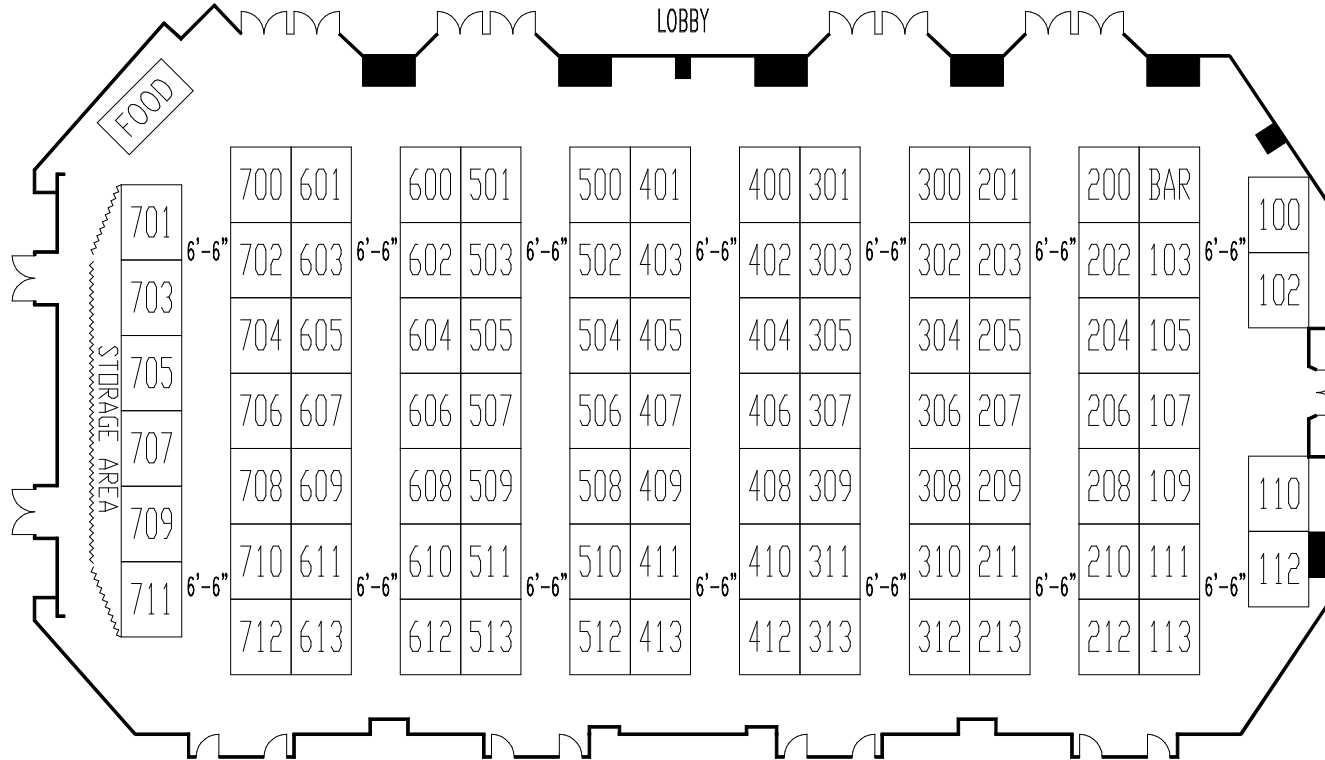 LOBBY
FOOD
700 601 600 501 500 401 400 301 300 201 200 BAR
701 100
6'-6" 6'-6" 6'-6" 6'-6" 6'-6" 6'-6" 6'-6"
702 603 602 503 502 403 402 303 302 203 202 103
703 102
704 605 604 505 504 405 404 305 304 205 204 105
705
STORAGE AREA
706 607 606 507 506 407 406 307 306 207 206 107
707
708 609 608 509 508 409 408 309 308 209 208 109
709 110
710 611 610 511 510 411 410 311 310 211 210 111
6'-6" 6'-6" 6'-6" 6'-6" 6'-6" 6'-6" 6'-6"
711 112
712 613 612 513 512 413 412 313 312 213 212 113